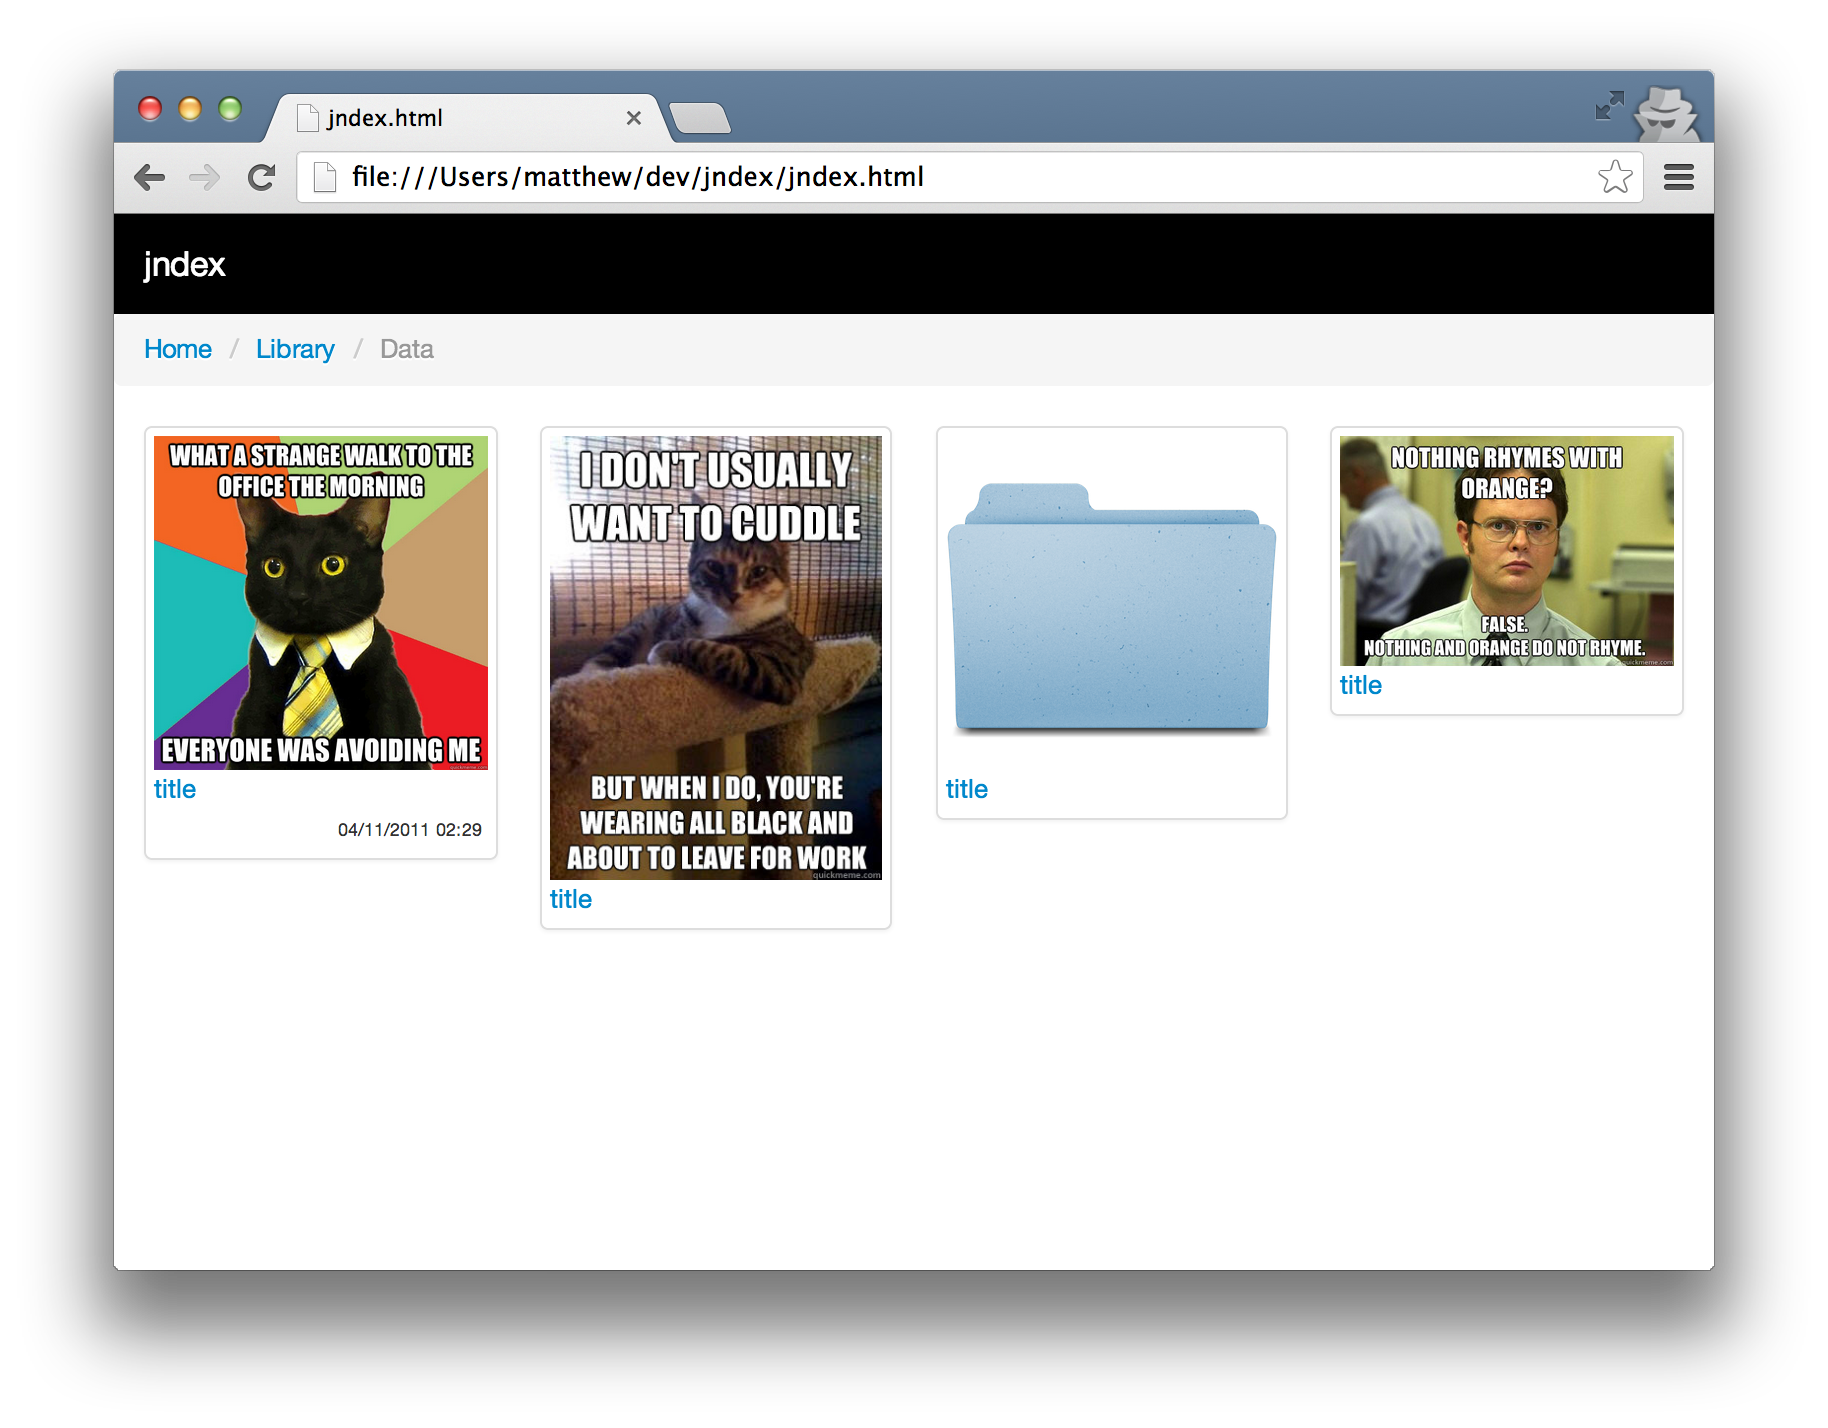 jndex.html
file:///Users/matthew/dev/jndex/jndex.html
jndex
Home / Library / Data
WHAT A STRANGE WALK TO THE
OFFICE THE MORNING
EVERYONE WAS AVOIDING ME
quickmeme.com
title
04/11/2011 02:29
I DON'T USUALLY
WANT TO CUDDLE
BUT WHEN I DO, YOU'RE
WEARING ALL BLACK AND
ABOUT TO LEAVE FOR WORK
quickmeme.com
title
title
NOTHING RHYMES WITH
ORANGE?
FALSE.
NOTHING AND ORANGE DO NOT RHYME.
quickmeme.com
title